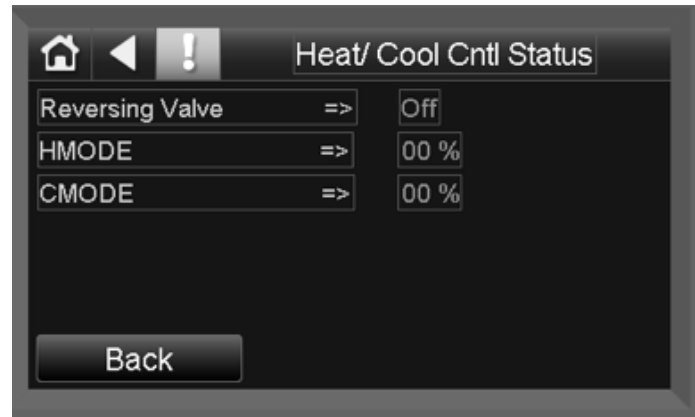 Heat/ Cool Cntl Status
Reversing Valve => Off
HMODE => 00 %
CMODE => 00 %
Back